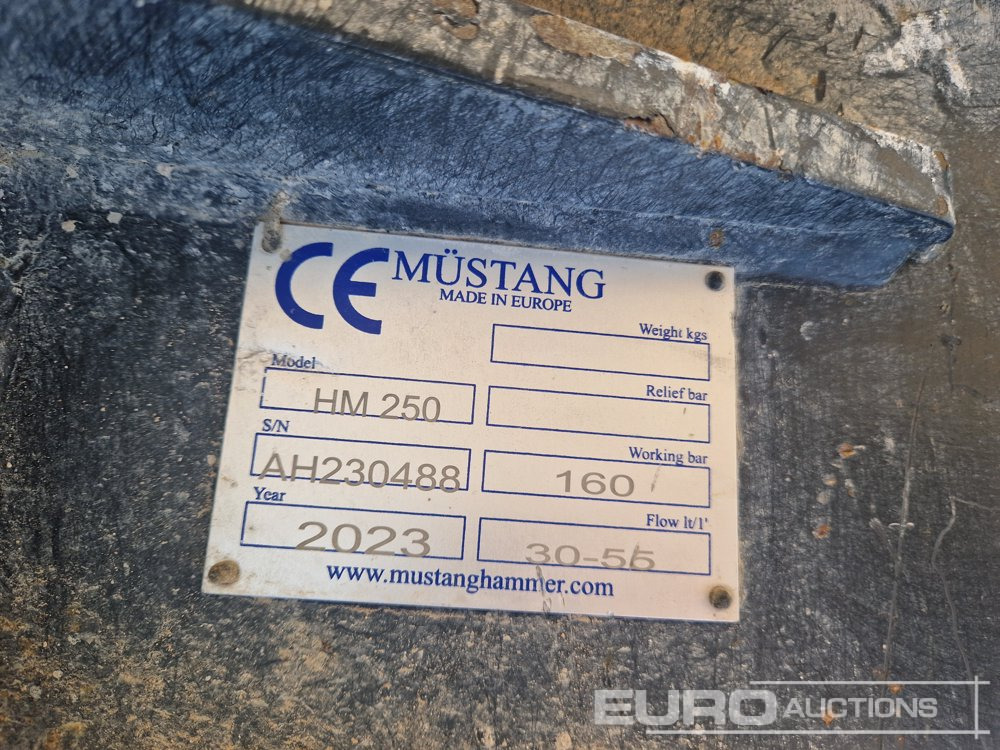 CE MÜSTANG
MADE IN EUROPE
Weight kgs
Model
HM 250
Relief bar
S/N
AH230488
Working bar
160
Year
2023
Flow lt/1'
30-55
www.mustanghammer.com
EURO AUCTIONS